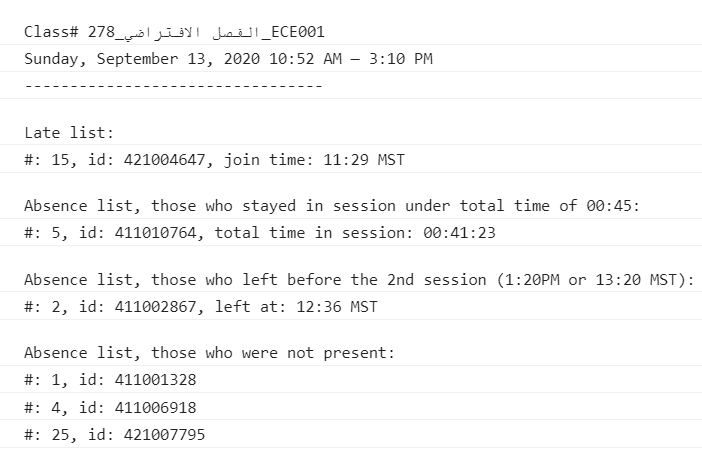 Class# 278_الفصل الافتراضي_ECE001
Sunday, September 13, 2020 10:52 AM – 3:10 PM
---------------------------------
Late list:
#: 15, id: 421004647, join time: 11:29 MST
Absence list, those who stayed in session under total time of 00:45:
#: 5, id: 411010764, total time in session: 00:41:23
Absence list, those who left before the 2nd session (1:20PM or 13:20 MST):
#: 2, id: 411002867, left at: 12:36 MST
Absence list, those who were not present:
#: 1, id: 411001328
#: 4, id: 411006918
#: 25, id: 421007795